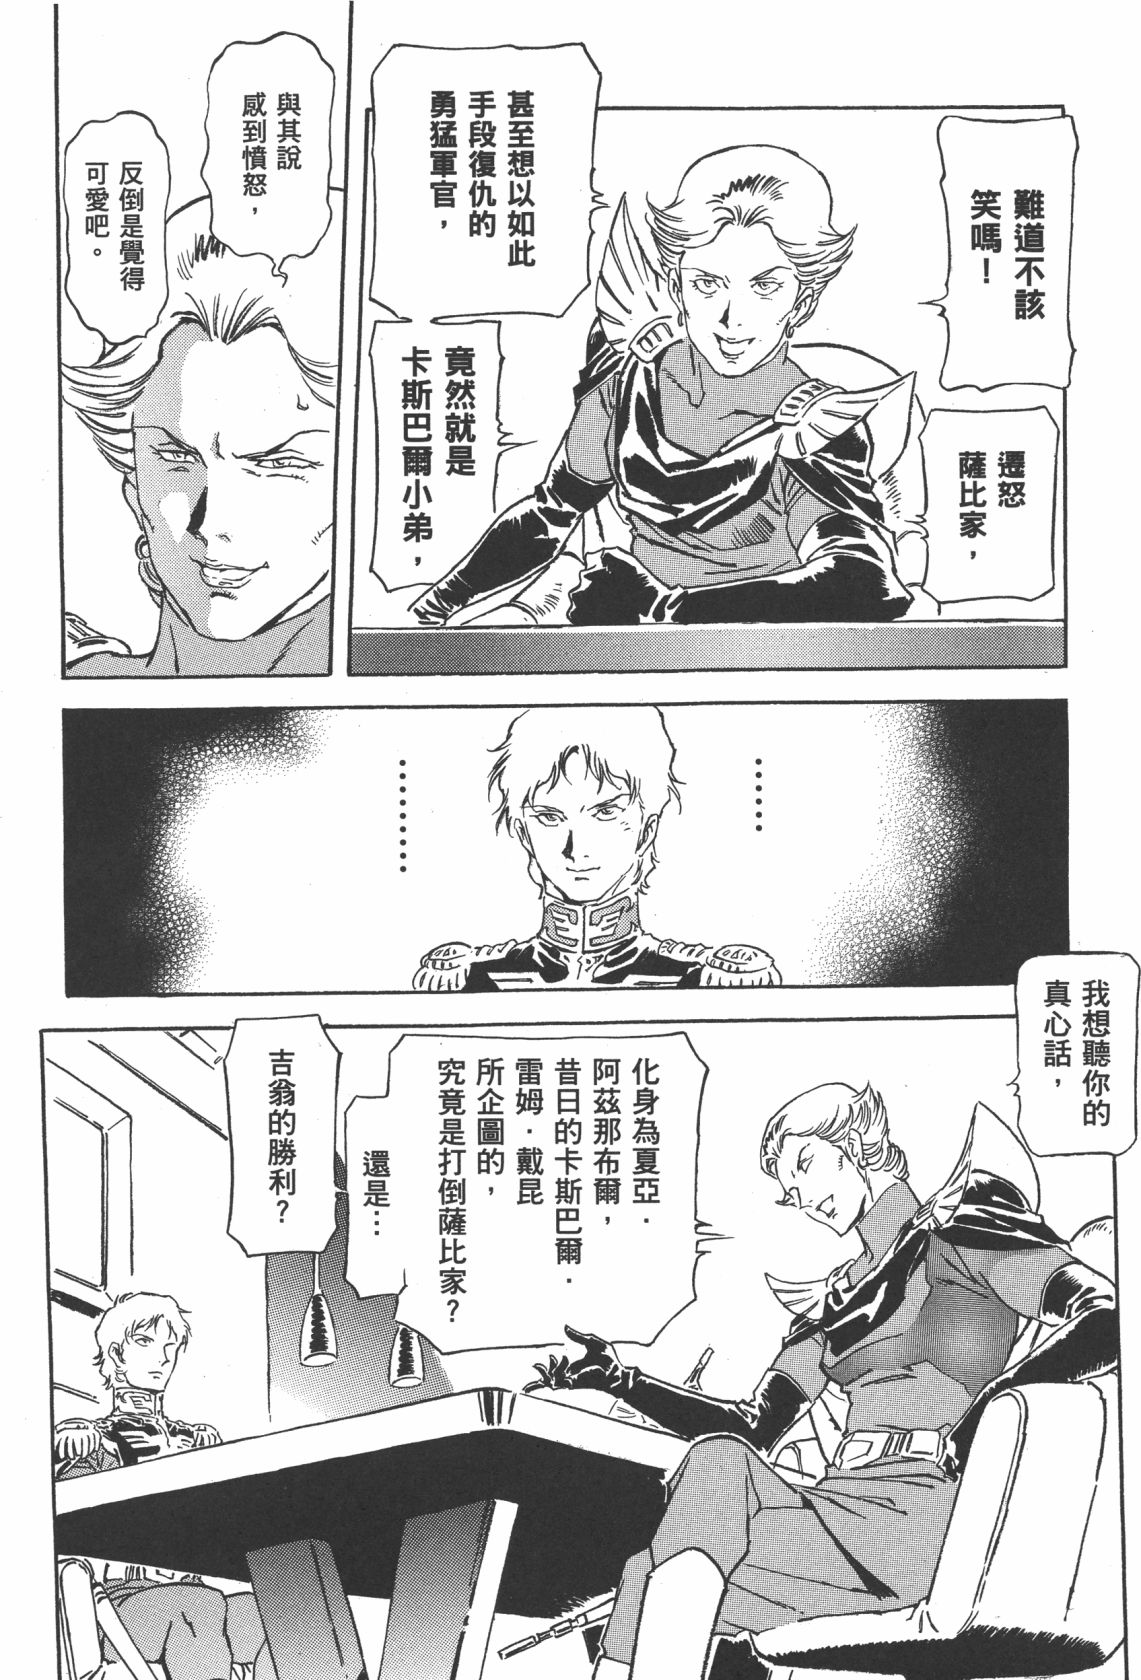 難道不該
笑嗎！
遷怒
薩比家，
甚至想以如此
手段復仇的
勇猛軍官，
竟然就是
卡斯巴爾小弟，
與其說
感到憤怒，
反倒是覺得
可愛吧。
⋯⋯
⋯⋯⋯
我想聽你的
真心話，
化身為夏亞．
阿茲那布爾，
昔日的卡斯巴爾．
雷姆．戴昆
所企圖的，
究竟是打倒薩比家？
還是⋯
吉翁的勝利？